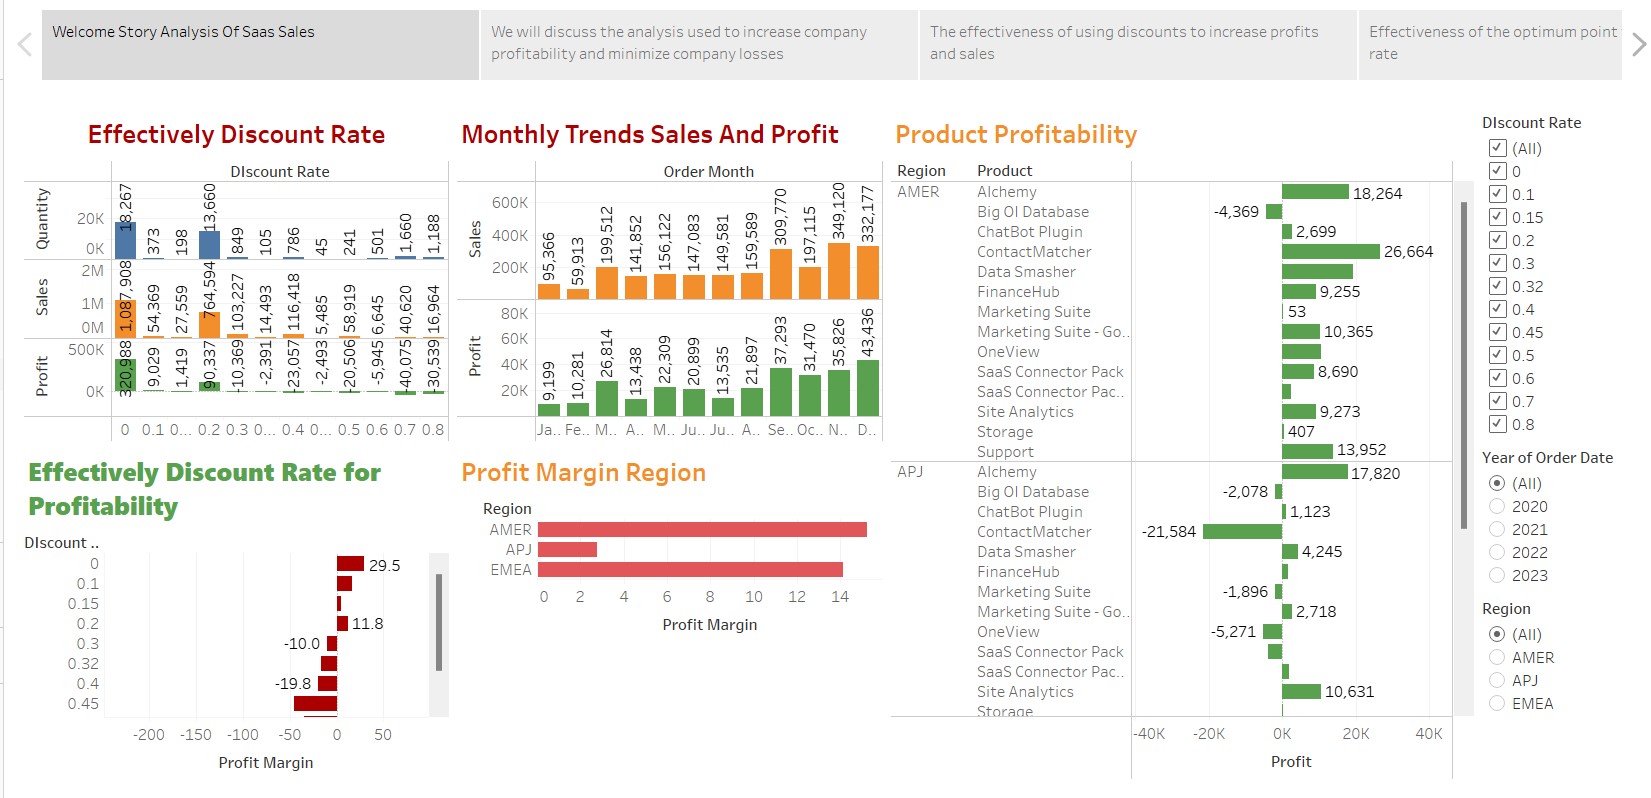 Welcome Story Analysis Of Saas Sales
We will discuss the analysis used to increase company
profitability and minimize company losses
The effectiveness of using discounts to increase profits
and sales
Effectiveness of the optimum point
rate
Effectively Discount Rate
DIscount Rate
Quantity
20K
0K
18,267
373
198
13,660
849
105
786
45
241
501
1,660
1,188
Sales
2M
1M
0M
1,087,908
54,369
27,559
764,594
103,227
14,493
116,418
5,485
58,919
6,645
40,620
16,964
Profit
500K
0K
320,988
9,029
1,419
90,337
-10,369
-2,391
-23,057
-2,493
-20,506
-5,945
-40,075
-30,539
0 0.1 0... 0.2 0.3 0... 0.4 0... 0.5 0.6 0.7 0.8
Monthly Trends Sales And Profit
Order Month
Sales
600K
400K
200K
95,366
59,913
199,512
141,852
156,122
147,083
149,581
159,589
309,770
197,115
349,120
332,177
Profit
80K
60K
40K
20K
9,199
10,281
26,814
13,438
22,309
20,899
13,535
21,897
37,293
31,470
35,826
43,436
Ja.. Fe.. M.. A.. M.. Ju.. Ju.. A.. Se.. Oc.. N.. D..
Product Profitability
Region Product
AMER Alchemy 18,264
Big Ol Database -4,369
ChatBot Plugin 2,699
ContactMatcher 26,664
Data Smasher
FinanceHub 9,255
Marketing Suite 53
Marketing Suite - Go.. 10,365
OneView
SaaS Connector Pack 8,690
SaaS Connector Pac..
Site Analytics 9,273
Storage 407
Support 13,952
APJ Alchemy 17,820
Big Ol Database -2,078
ChatBot Plugin 1,123
ContactMatcher -21,584
Data Smasher 4,245
FinanceHub
Marketing Suite -1,896
Marketing Suite - Go.. 2,718
OneView -5,271
SaaS Connector Pack
SaaS Connector Pac..
Site Analytics 10,631
Storage
-40K -20K 0K 20K 40K
Profit
Effectively Discount Rate for
Profitability
DIscount ..
0 29.5
0.1
0.15
0.2 11.8
0.3 -10.0
0.32
0.4 -19.8
0.45
-200 -150 -100 -50 0 50
Profit Margin
Profit Margin Region
Region
AMER
APJ
EMEA
0 2 4 6 8 10 12 14
Profit Margin
DIscount Rate
(All)
0
0.1
0.15
0.2
0.3
0.32
0.4
0.45
0.5
0.6
0.7
0.8
Year of Order Date
(All)
2020
2021
2022
2023
Region
(All)
AMER
APJ
EMEA